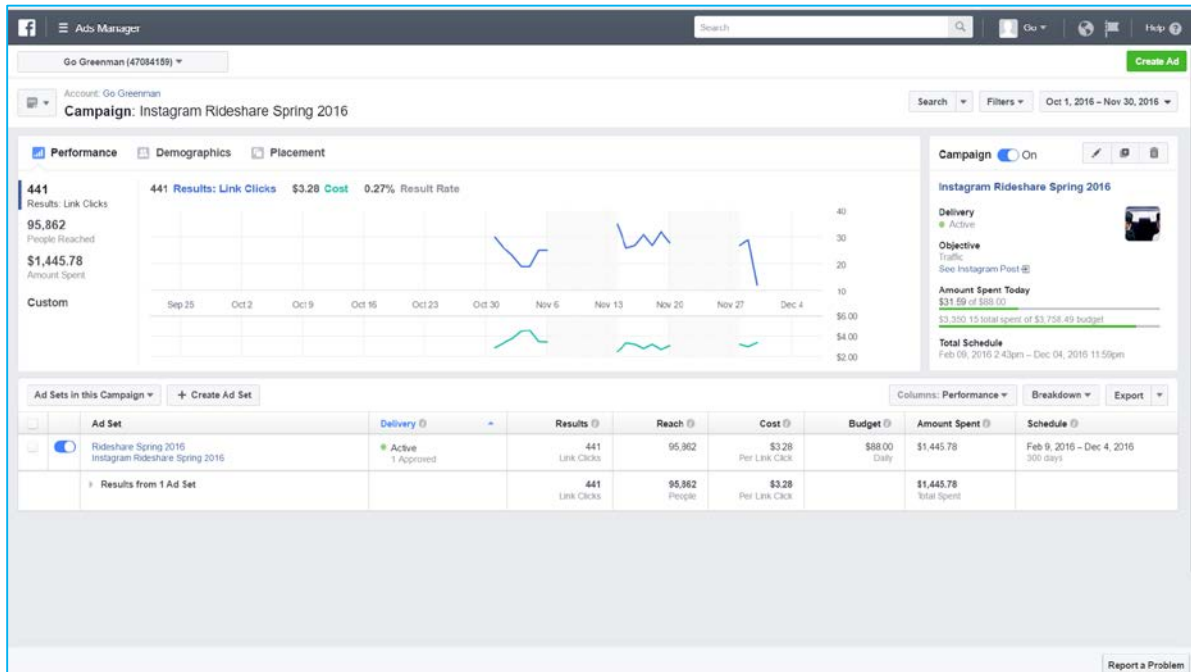 f Ads Manager Search Go Help
Go Greenman (47084159) Create Ad
Account: Go Greenman
Campaign: Instagram Rideshare Spring 2016
Search Filters Oct 1, 2016 – Nov 30, 2016
Performance Demographics Placement
441
Results: Link Clicks
95,862
People Reached
$1,445.78
Amount Spent
Custom
441 Results: Link Clicks $3.28 Cost 0.27% Result Rate
40
30
20
10
Sep 25 Oct 2 Oct 9 Oct 16 Oct 23 Oct 30 Nov 6 Nov 13 Nov 20 Nov 27 Dec 4
$6.00
$4.00
$2.00
Campaign On
Instagram Rideshare Spring 2016
Delivery
Active
Objective
Traffic
See Instagram Post
Amount Spent Today
$31.59 of $88.00
$3,350.15 total spent of $3,758.49 budget
Total Schedule
Feb 09, 2016 2:43pm – Dec 04, 2016 11:59pm
Ad Sets in this Campaign + Create Ad Set Columns: Performance Breakdown Export
Ad Set Delivery Results Reach Cost Budget Amount Spent Schedule
Rideshare Spring 2016 Active 441 95,862 $3.28 $88.00 $1,445.78 Feb 9, 2016 – Dec 4, 2016
Instagram Rideshare Spring 2016 1 Approved Link Clicks Per Link Click Daily 300 days
Results from 1 Ad Set 441 95,862 $3.28 $1,445.78
Link Clicks People Per Link Click Total Spent
Report a Problem